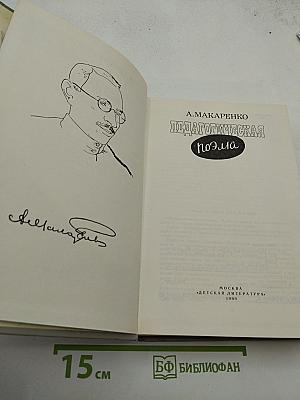 А. МАКАРЕНКО
ПЕДАГОГИЧЕСКАЯ
поэма
МОСКВА
«ДЕТСКАЯ ЛИТЕРАТУРА»
15 см
БФ БИБЛИОФАН